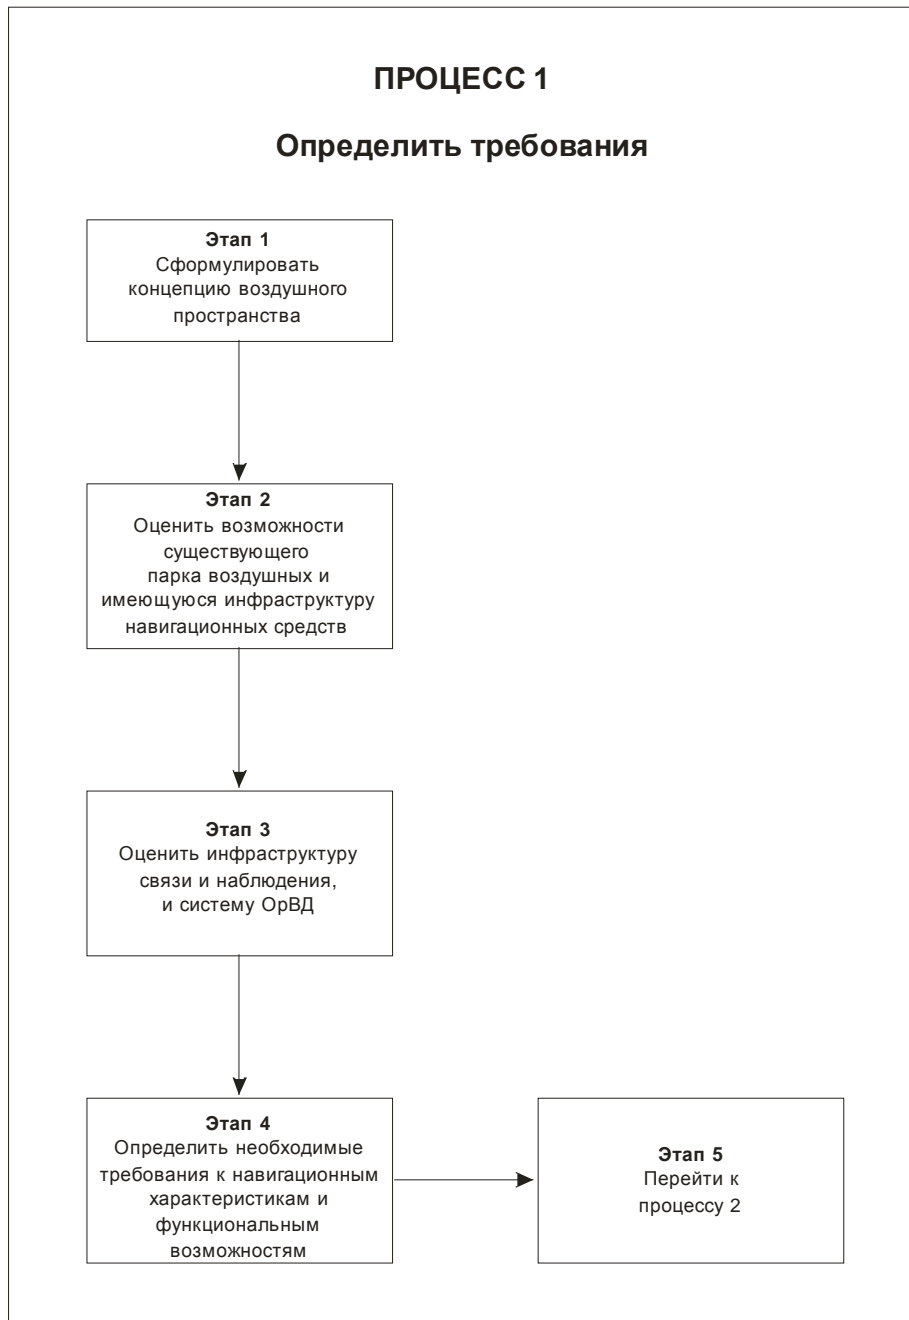 ПРОЦЕСС 1
Определить требования
Этап 1
Сформулировать
концепцию воздушного
пространства
Этап 2
Оценить возможности
существующего
парка воздушных и
имеющуюся инфраструктуру
навигационных средств
Этап 3
Оценить инфраструктуру
связи и наблюдения,
и систему ОрВД
Этап 4
Определить необходимые
требования к навигационным
характеристикам и
функциональным
возможностям
Этап 5
Перейти к
процессу 2